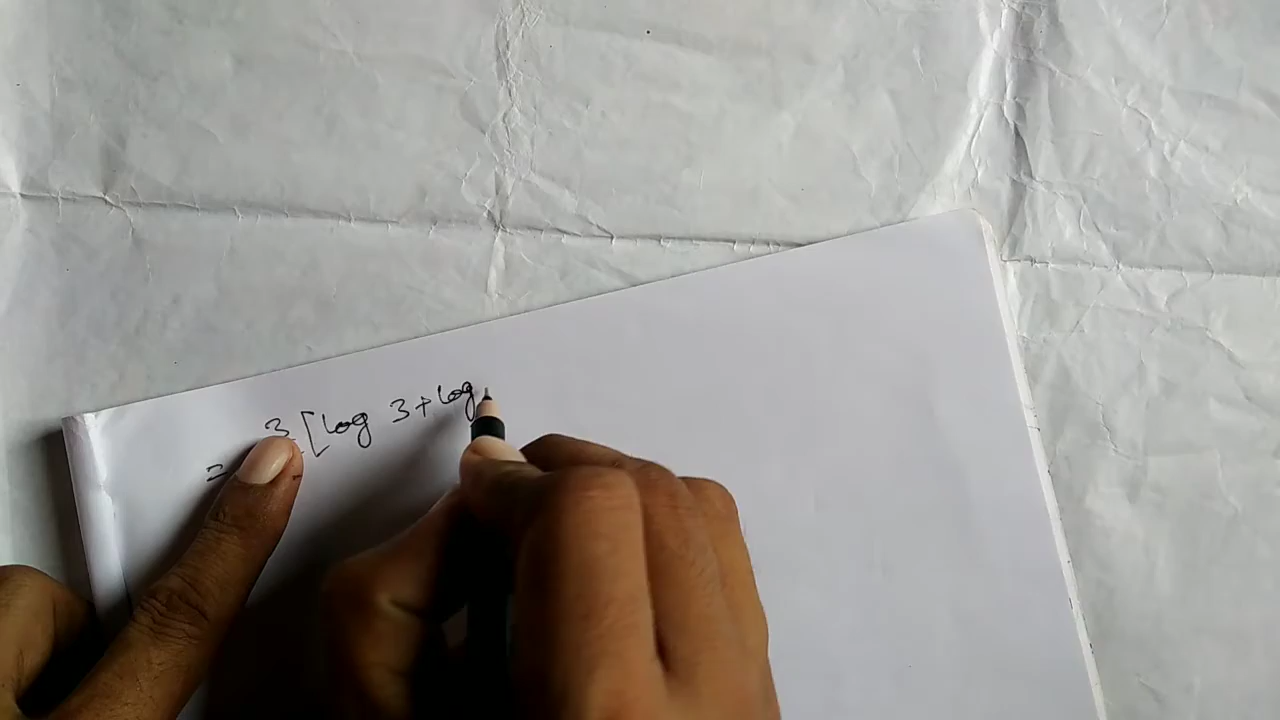 = 3 [log 3 + log